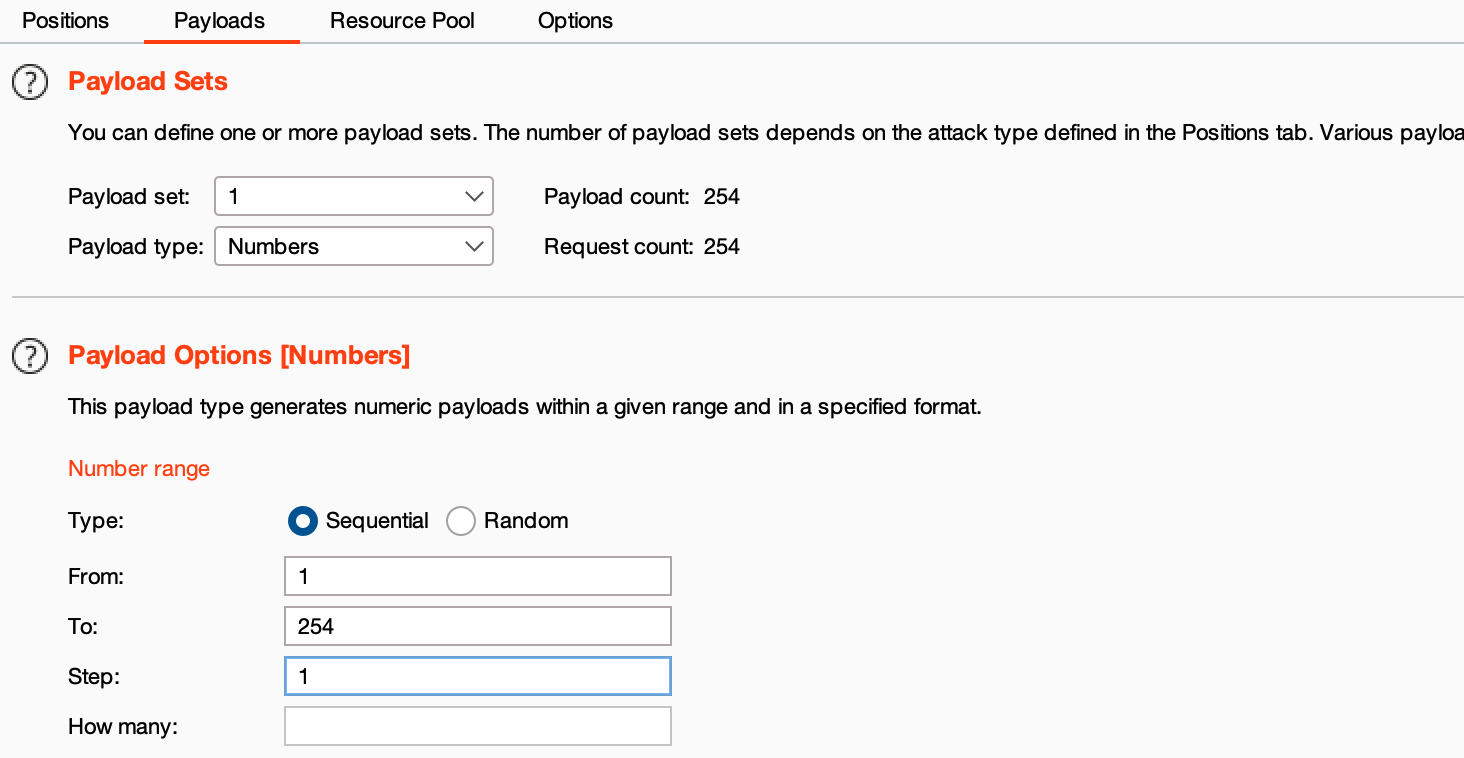 Positions Payloads Resource Pool Options
? Payload Sets
You can define one or more payload sets. The number of payload sets depends on the attack type defined in the Positions tab. Various payloa
Payload set: 1 Payload count: 254
Payload type: Numbers Request count: 254
? Payload Options [Numbers]
This payload type generates numeric payloads within a given range and in a specified format.
Number range
Type: Sequential Random
From: 1
To: 254
Step: 1
How many: